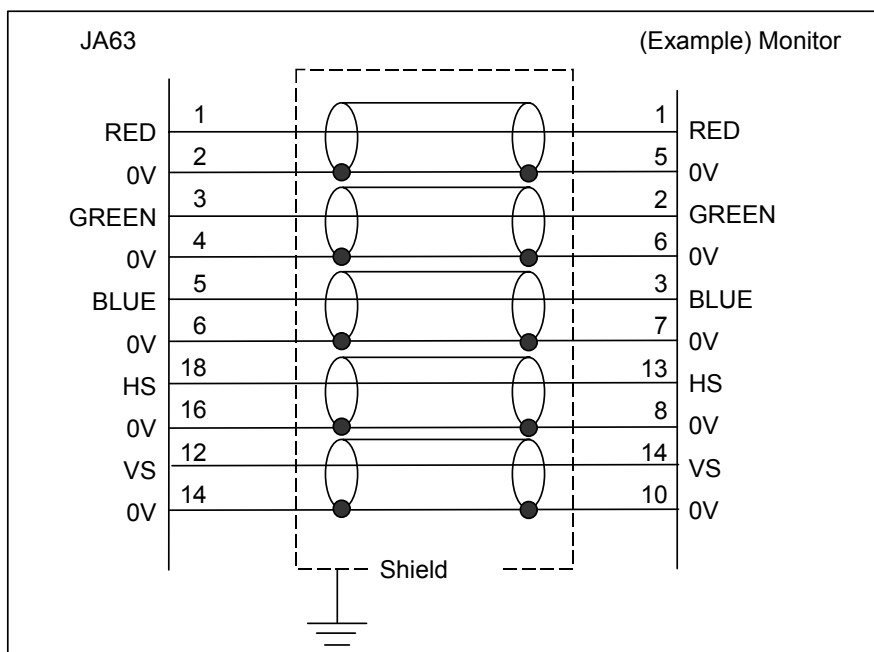 JA63 (Example) Monitor
RED 1 1 RED
0V 2 5 0V
GREEN 3 2 GREEN
0V 4 6 0V
BLUE 5 3 BLUE
0V 6 7 0V
HS 18 13 HS
0V 16 8 0V
VS 12 14 VS
0V 14 10 0V
Shield